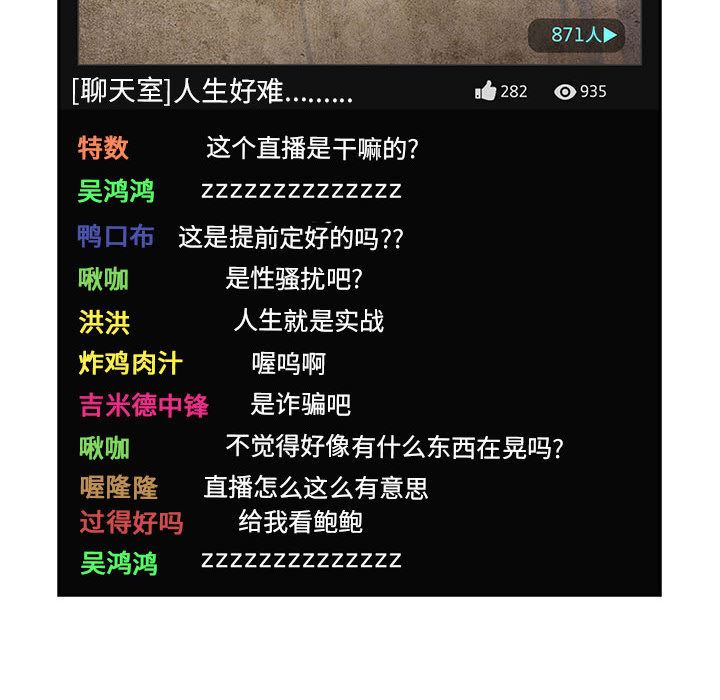 871人▶
[聊天室]人生好难......... 282 935
特数 这个直播是干嘛的?
吴鸿鸿 zzzzzzzzzzzzzz
鸭口布 这是提前定好的吗??
啾咖 是性骚扰吧?
洪洪 人生就是实战
炸鸡肉汁 喔呜啊
吉米德中锋 是诈骗吧
啾咖 不觉得好像有什么东西在晃吗?
喔隆隆 直播怎么这么有意思
过得好吗 给我看鲍鲍
吴鸿鸿 zzzzzzzzzzzzzz